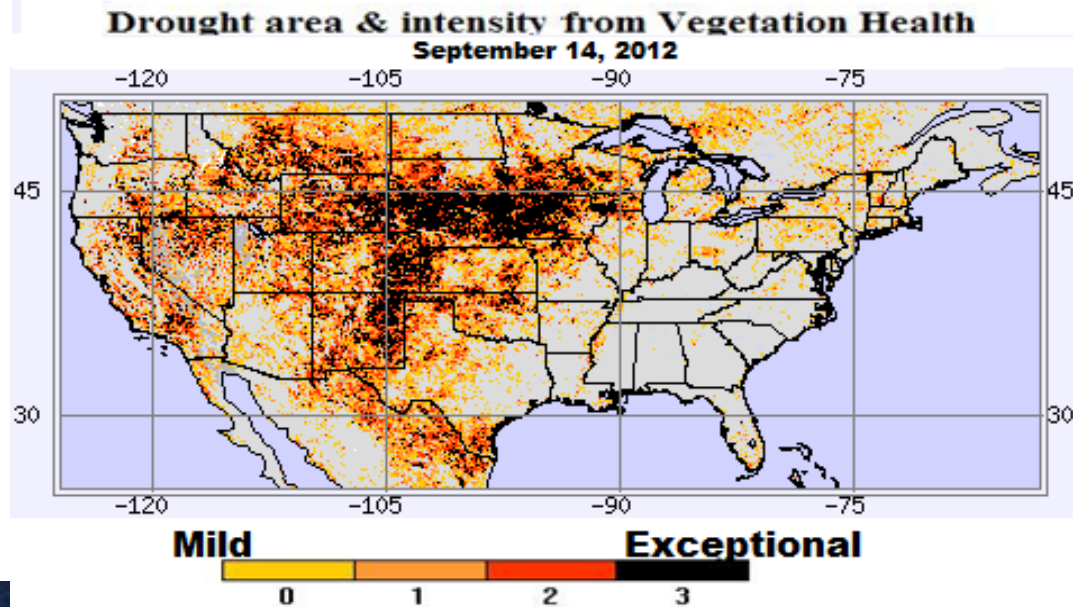 Drought area & intensity from Vegetation Health
September 14, 2012
-120 -105 -90 -75
45 45
30 30
-120 -105 -90 -75
Mild Exceptional
0 1 2 3